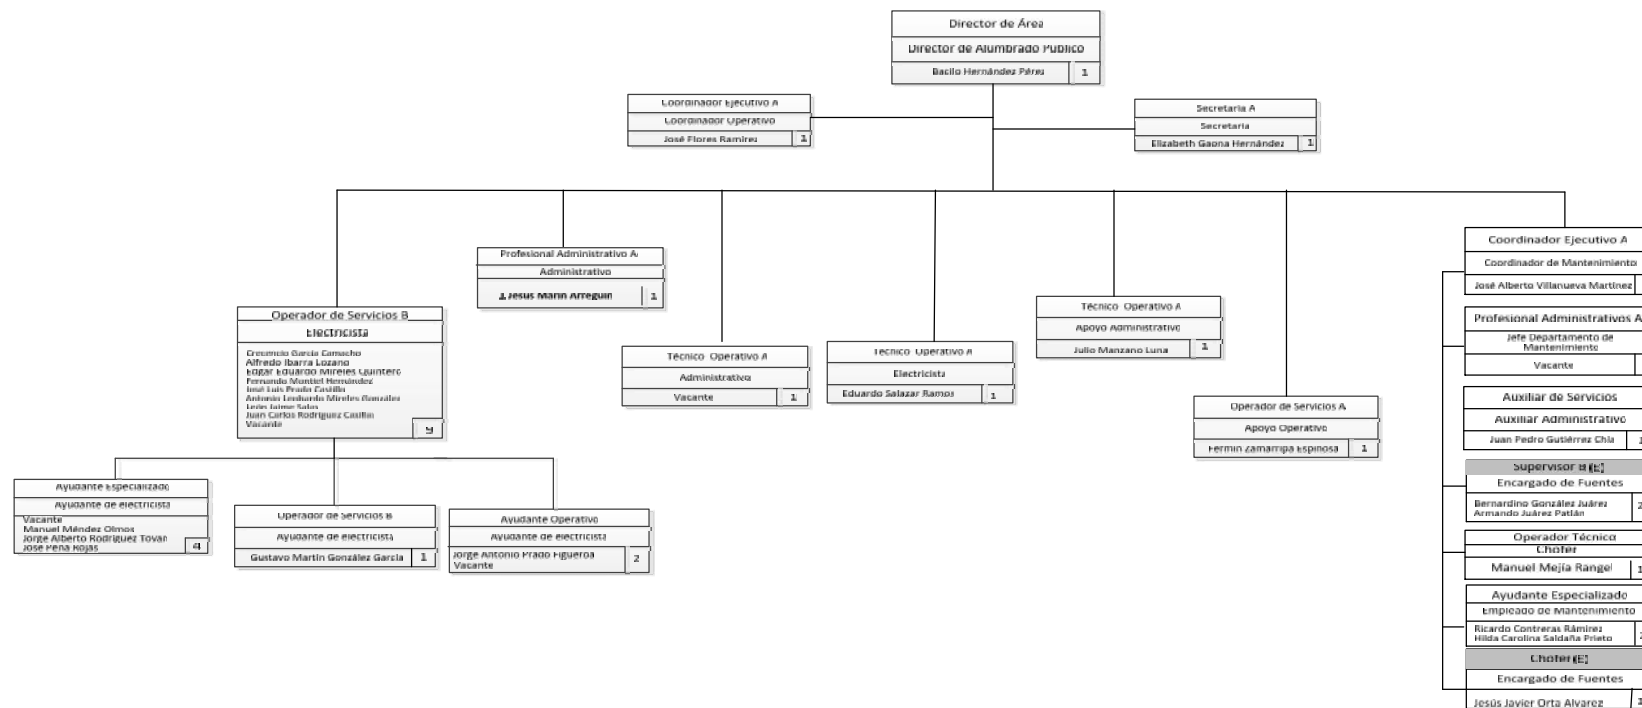 Director de Área
Director de Alumbrado Público
Bacilo Hernández Pérez 1
Coordinador Ejecutivo A
Coordinador Operativo
José Flores Ramírez 1
Secretaria A
Secretaria
Elizabeth Gaona Hernández 1
Operador de Servicios B
Electricista
Crecencio García Camacho
Alfredo Ibarra Lozano
Edgar Eduardo Mireles Quintero
Fernando Montiel Hernández
José Luis Prado Castillo
Antonio Leobardo Mireles González
León Jaime Salas
Juan Carlos Rodríguez Casillas
Vacante
9
Profesional Administrativo A
Administrativo
J Jesús Marín Arreguín 1
Técnico Operativo A
Administrativo
Vacante 1
Técnico Operativo A
Electricista
Eduardo Salazar Ramos 1
Técnico Operativo A
Apoyo Administrativo
Julio Manzano Luna 1
Operador de Servicios A
Apoyo Operativo
Fermín Zamarripa Espinosa 1
Ayudante Especializado
Ayudante de electricista
Vacante
Manuel Méndez Olmos
Jorge Alberto Rodríguez Tovar
José Peña Rojas 4
Operador de Servicios B
Ayudante de electricista
Gustavo Martín González García 1
Ayudante Operativo
Ayudante de electricista
Jorge Antonio Prado Figueroa
Vacante 2
Coordinador Ejecutivo A
Coordinador de Mantenimiento
José Alberto Villanueva Martínez
Profesional Administrativos A
Jefe Departamento de
Mantenimiento
Vacante
Auxiliar de Servicios
Auxiliar Administrativo
Juan Pedro Gutiérrez Chía 1
Supervisor B (E)
Encargado de Fuentes
Bernardino González Juárez 2
Armando Juárez Patlán
Operador Técnico
Chofer
Manuel Mejía Rangel 1
Ayudante Especializado
Empleado de Mantenimiento
Ricardo Contreras Rámirez 2
Hilda Carolina Saldaña Prieto
Chofer (E)
Encargado de Fuentes
Jesús Javier Orta Alvarez 1